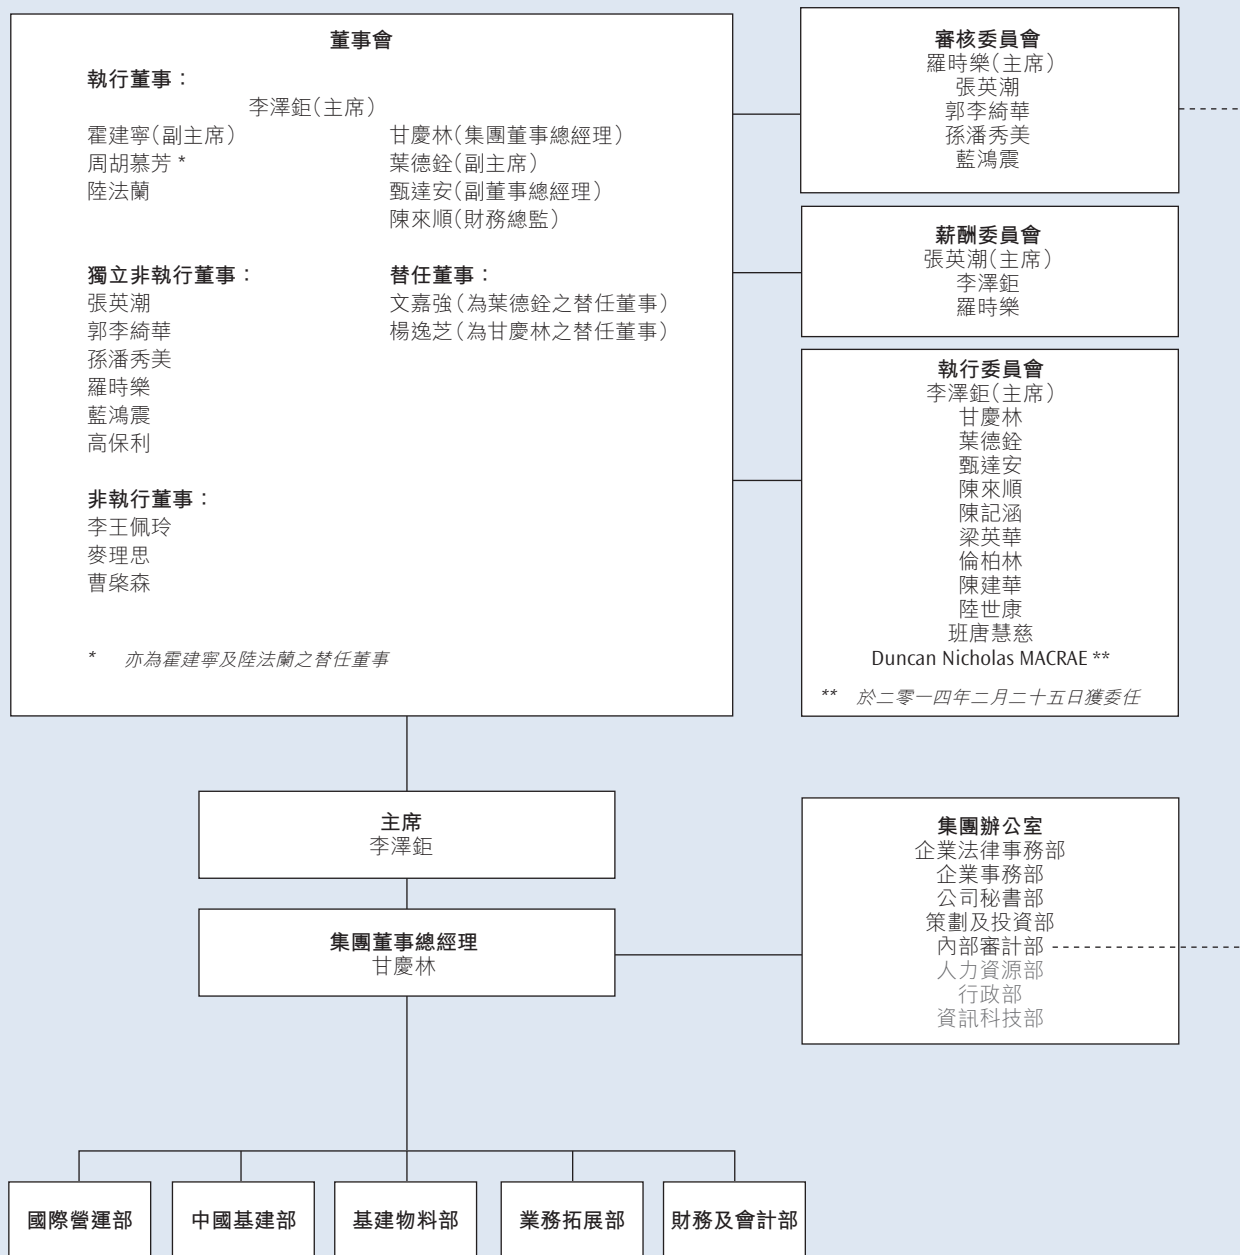 董事會
執行董事：
李澤鉅（主席）
霍建寧（副主席） 甘慶林（集團董事總經理）
周胡慕芳 * 葉德銓（副主席）
陸法蘭 甄達安（副董事總經理）
陳來順（財務總監）
獨立非執行董事： 替任董事：
張英潮 文嘉強（為葉德銓之替任董事）
郭李綺華 楊逸芝（為甘慶林之替任董事）
孫潘秀美
羅時樂
藍鴻震
高保利
非執行董事：
李王佩玲
麥理思
曹棨森
* 亦為霍建寧及陸法蘭之替任董事
審核委員會
羅時樂（主席）
張英潮
郭李綺華
孫潘秀美
藍鴻震
薪酬委員會
張英潮（主席）
李澤鉅
羅時樂
執行委員會
李澤鉅（主席）
甘慶林
葉德銓
甄達安
陳來順
陳記涵
梁英華
倫柏林
陳建華
陸世康
班唐慧慈
Duncan Nicholas MACRAE **
** 於二零一四年二月二十五日獲委任
主席
李澤鉅
集團董事總經理
甘慶林
集團辦公室
企業法律事務部
企業事務部
公司秘書部
策劃及投資部
內部審計部
人力資源部
行政部
資訊科技部
國際營運部
中國基建部
基建物料部
業務拓展部
財務及會計部